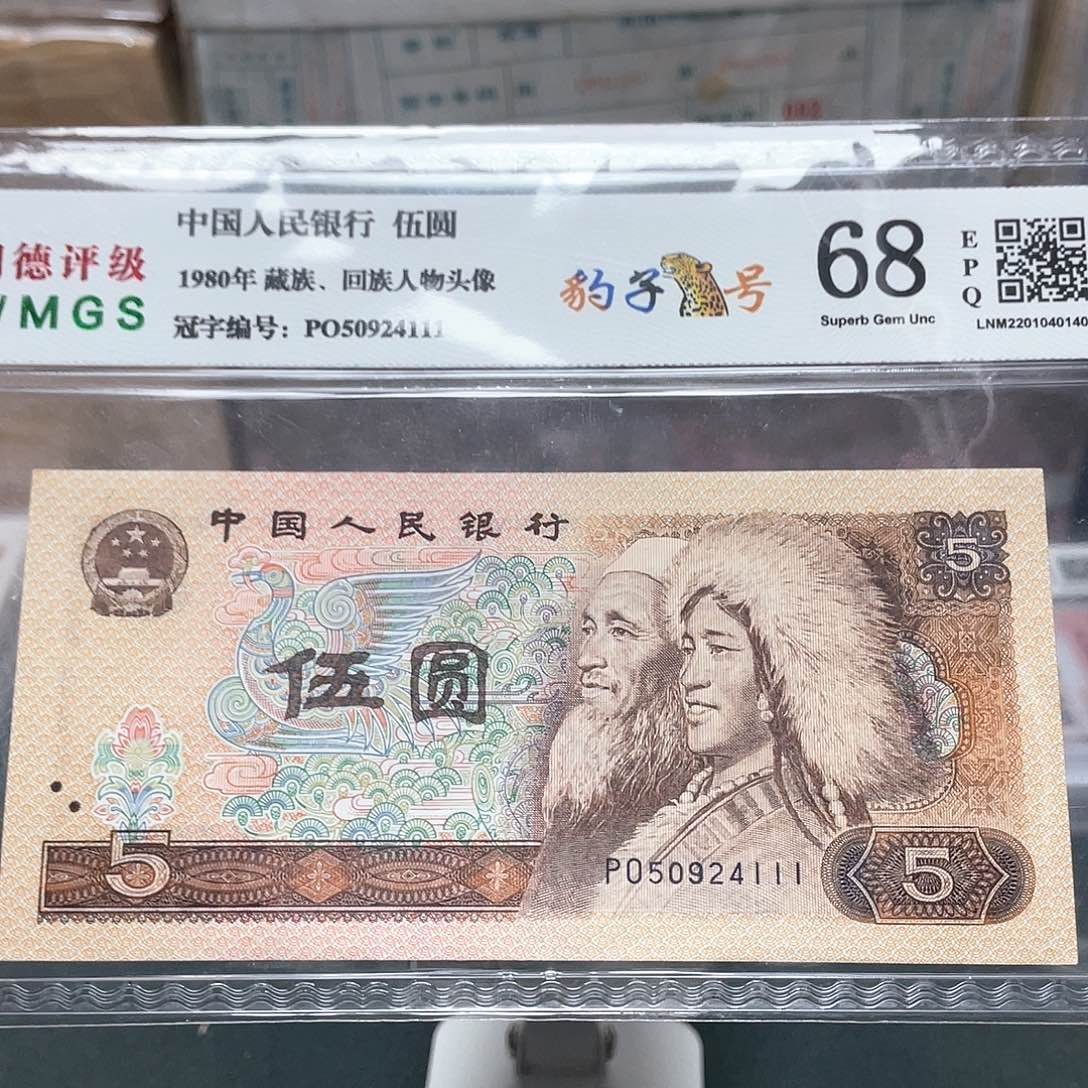 中国人民银行 伍圆
德评级
1980年 藏族、回族人物头像
MGS
冠字编号：PO50924111
豹子号
68
EPQ
Superb Gem Unc
LNM2201040140
中国人民银行
5
伍圆
PO50924111
5
5